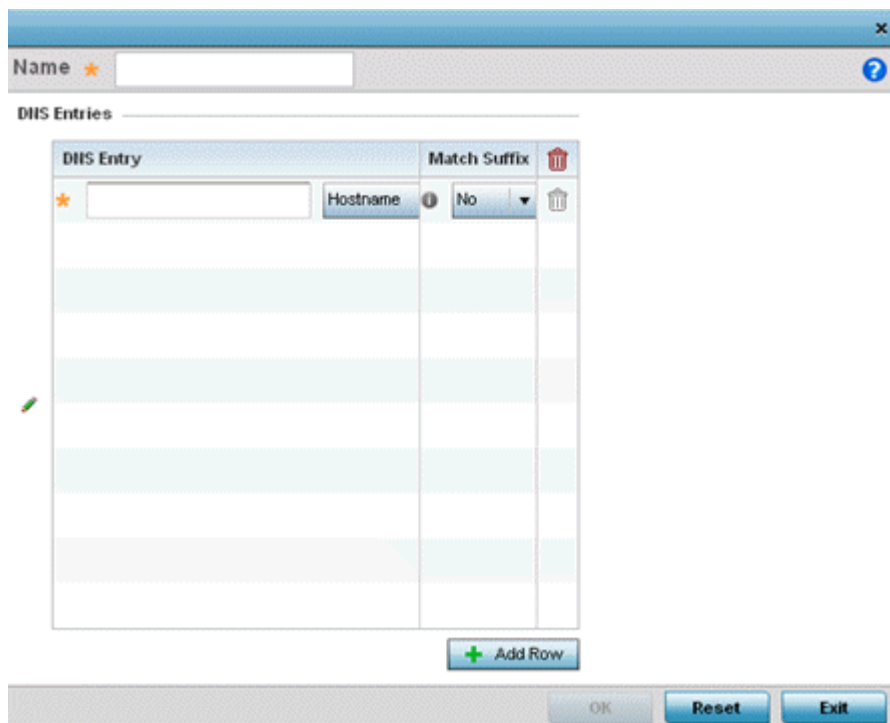 Name *
DNS Entries
DNS Entry Match Suffix
* Hostname No
Add Row
OK Reset Exit